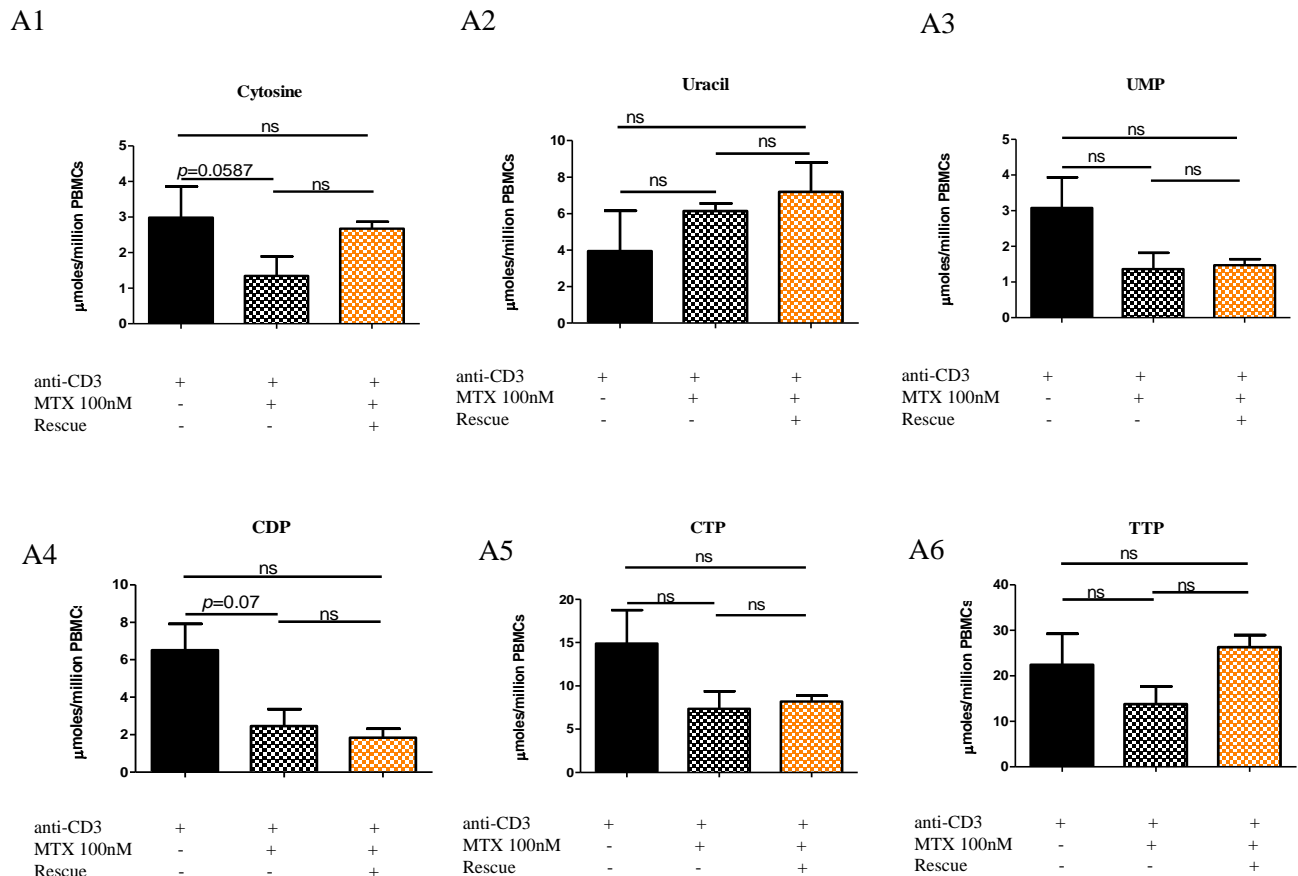 A1
Cytosine
ns
p=0.0587
ns
μmoles/million PBMCs
5
4
3
2
1
0
anti-CD3 + + +
MTX 100nM - + +
Rescue - - +
A2
Uracil
ns
ns
ns
μmoles/million PBMCs
10
8
6
4
2
0
anti-CD3 + + +
MTX 100nM - + +
Rescue - - +
A3
UMP
ns
ns
ns
μmoles/million PBMCs
5
4
3
2
1
0
anti-CD3 + + +
MTX 100nM - + +
Rescue - - +
A4
CDP
ns
p=0.07
ns
μmoles/million PBMCs
10
8
6
4
2
0
anti-CD3 + + +
MTX 100nM - + +
Rescue - - +
A5
CTP
ns
ns
ns
μmoles/million PBMCs
20
15
10
5
0
anti-CD3 + + +
MTX 100nM - + +
Rescue - - +
A6
TTP
ns
ns
ns
μmoles/million PBMCs
40
30
20
10
0
anti-CD3 + + +
MTX 100nM - + +
Rescue - - +